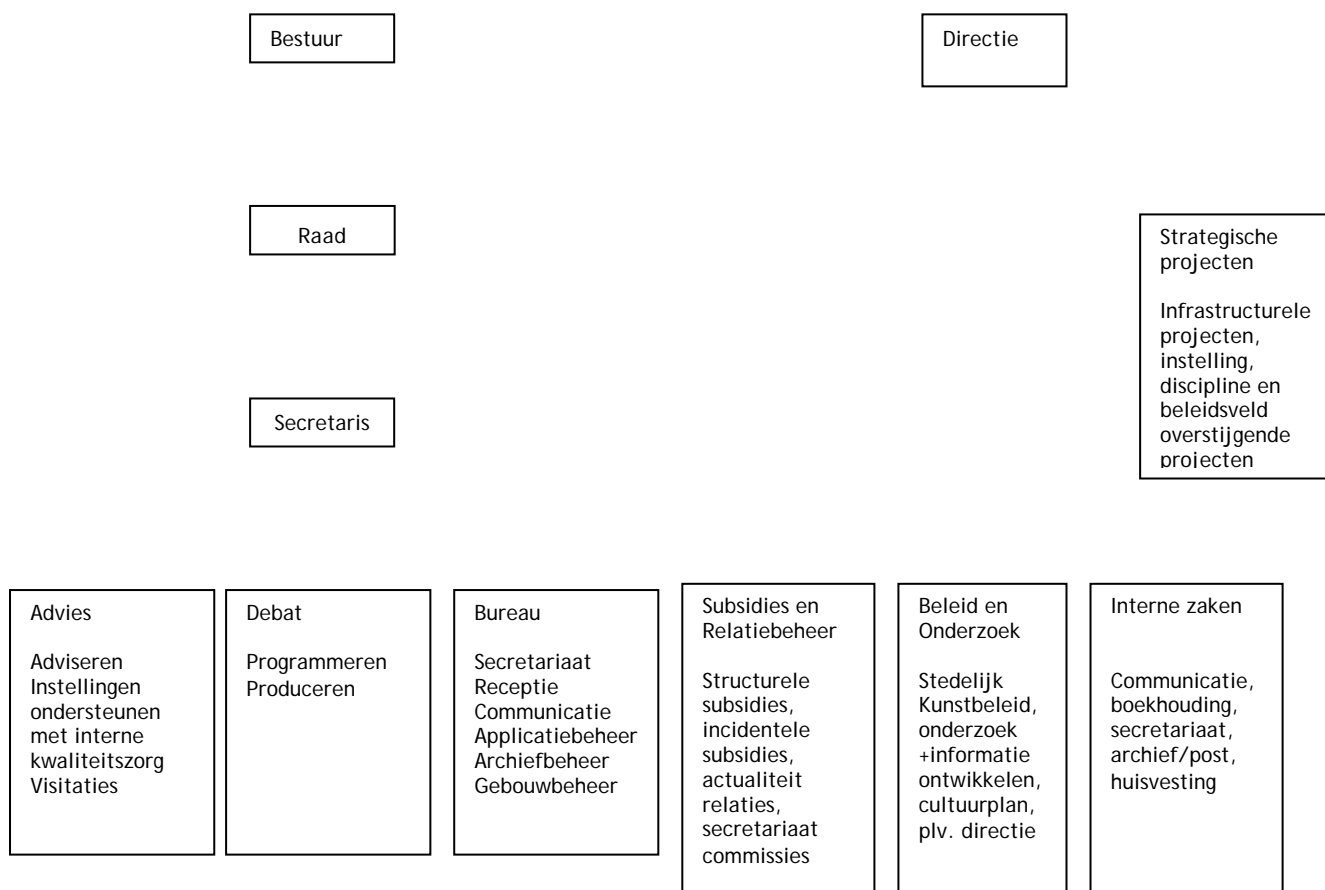 Bestuur
Directie
Raad
Strategische
projecten
Infrastructurele
projecten,
instelling,
discipline en
beleidsveld
overstijgende
projecten
Secretaris
Advies
Adviseren
Instellingen
ondersteunen
met interne
kwaliteitszorg
Visitaties
Debat
Programmeren
Produceren
Bureau
Secretariaat
Receptie
Communicatie
Applicatiebeheer
Archiefbeheer
Gebouwbeheer
Subsidies en
Relatiebeheer
Structurele
subsidies,
incidentele
subsidies,
actualiteit
relaties,
secretariaat
commissies
Beleid en
Onderzoek
Stedelijk
Kunstbeleid,
onderzoek
+informatie
ontwikkelen,
cultuurplan,
plv. directie
Interne zaken
Communicatie,
boekhouding,
secretariaat,
archief/post,
huisvesting